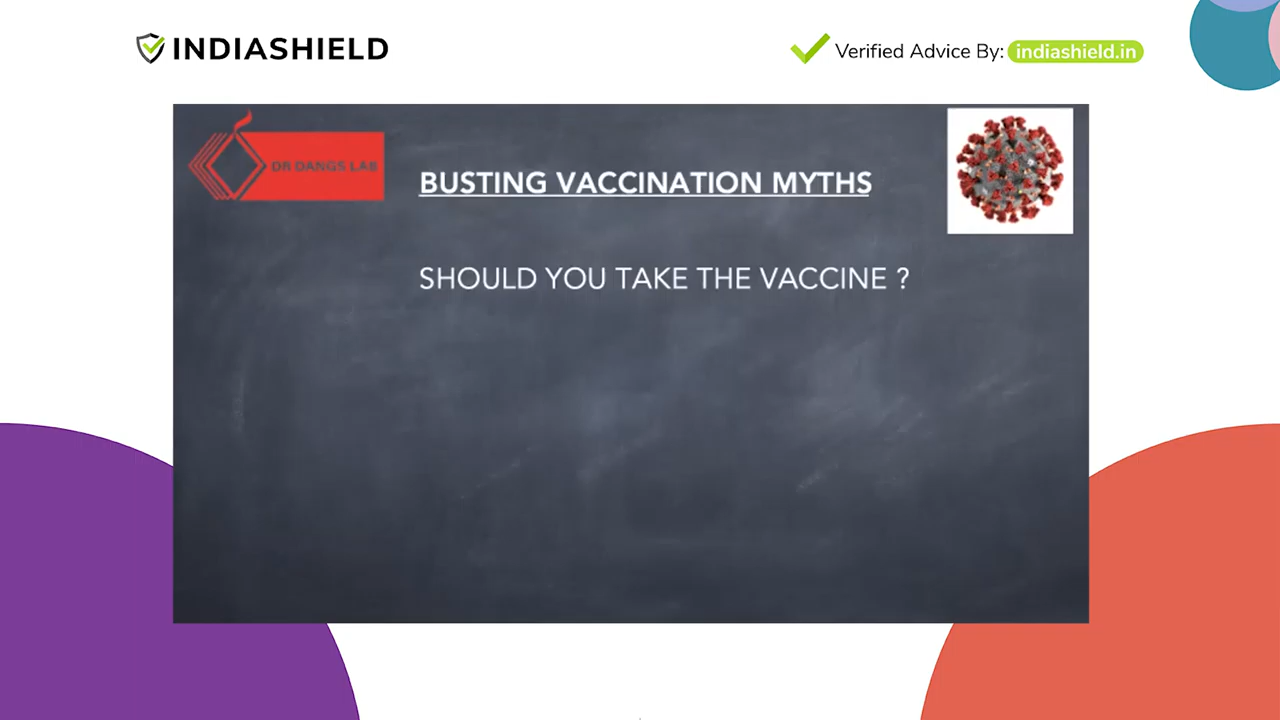 INDIASHIELD
Verified Advice By: indiashield.in
DR DANGS LAB
BUSTING VACCINATION MYTHS
SHOULD YOU TAKE THE VACCINE ?